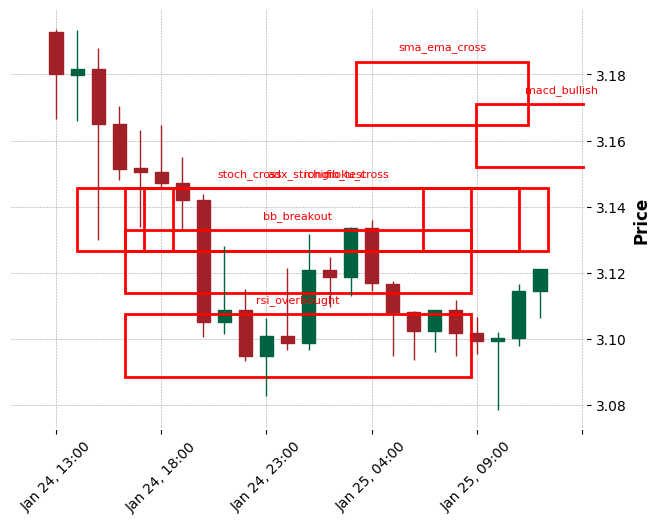 sma_ema_cross
macd_bullish
3.18
3.16
stoch_cross
3.14
bb_breakout
Price
3.12
rsi_overbought
3.10
3.08
Jan 24, 13:00
Jan 24, 18:00
Jan 24, 23:00
Jan 25, 04:00
Jan 25, 09:00